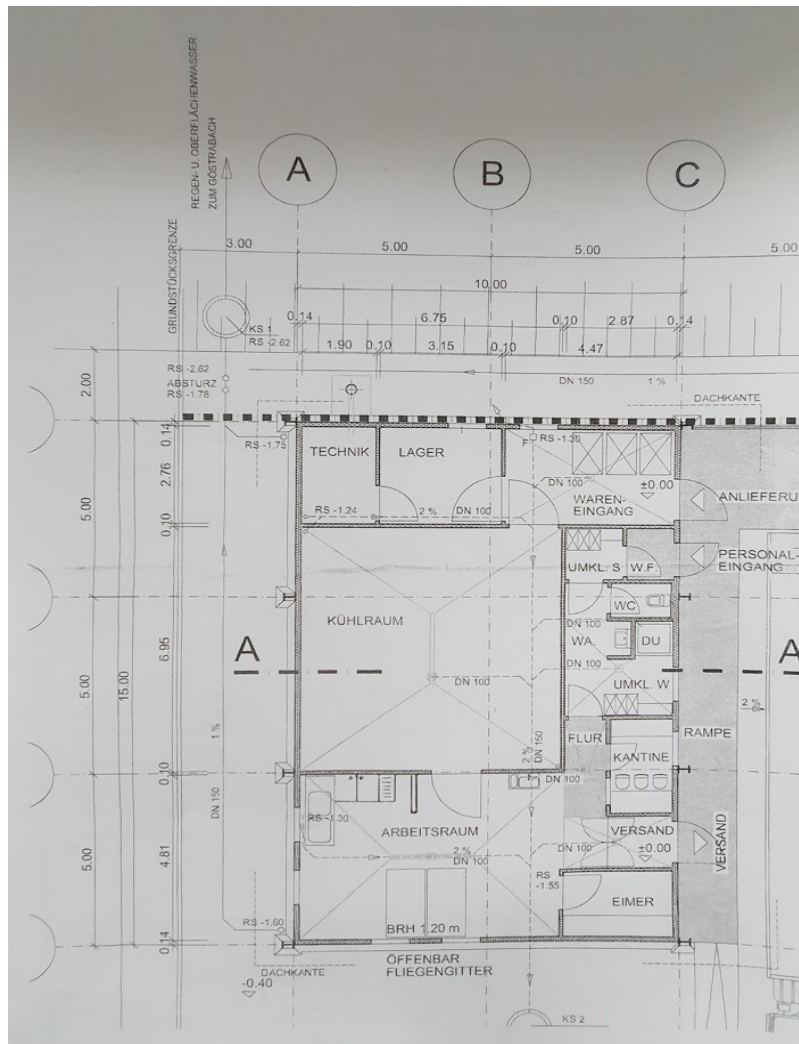 REGEN- U. OBERFLÄCHENWASSER
ZUM GÖSTRABACH
GRUNDSTÜCKSGRENZE
A
B
C
3.00
5.00
5.00
5.00
10.00
0.14
6.75
0.10
2.87
0.14
1.90
0.10
3.15
0.10
4.47
KS 1
RS -2.62
DN 150
1 %
RS -2.62
ABSTURZ
RS -1.78
DACHKANTE
2.00
0.14
2.76
0.10
5.00
6.95
5.00
15.00
0.10
4.81
5.00
0.14
RS -1.75
TECHNIK
LAGER
F
RS -1.30
DN 100
±0.00
WAREN-
EINGANG
ANLIEFERU
RS -1.24
2 %
DN 100
PERSONAL-
EINGANG
UMKL. S
W.F.
KÜHLRAUM
WC
DN 100
WA.
DU
A
A
DN 100
DN 100
UMKL. W
2 %
1 %
DN 150
FLUR
RAMPE
2 %
DN 150
KANTINE
DN 100
RS -1.30
ARBEITSRAUM
VERSAND
±0.00
VERSAND
2 %
DN 100
DN 100
RS
-1.55
EIMER
RS -1.60
BRH 1.20 m
ÖFFENBAR
FLIEGENGITTER
DACHKANTE
-0.40
KS 2